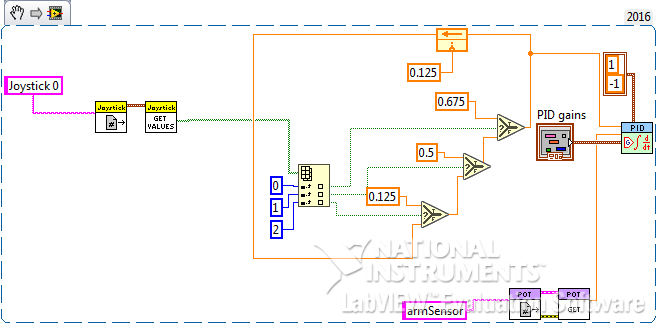 2016
0.125
Joystick 0
1
-1
0.675
Joystick
Joystick
GET
VALUES
PID gains
PID
0.5
0
1
2
0.125
NATIONAL
INSTRUMENTS
LabVIEW Evaluation Software
armSensor
POT
POT
GET